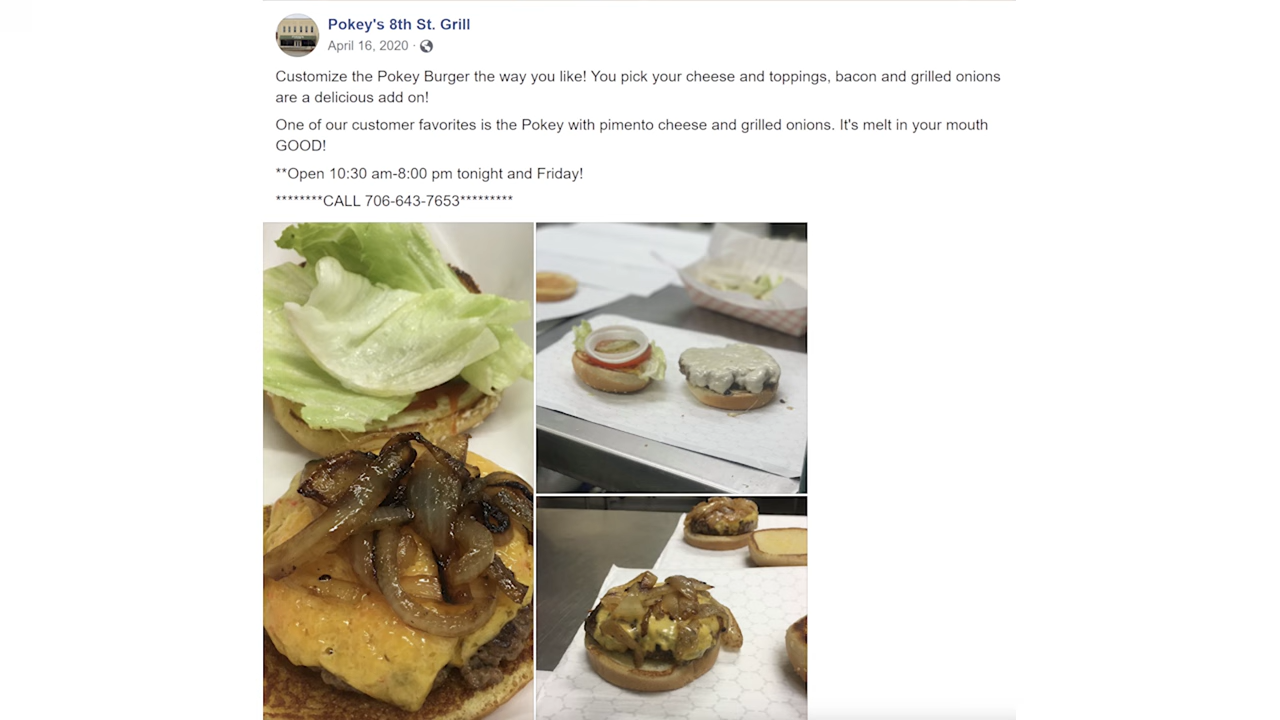 Pokey's 8th St. Grill
April 16, 2020 ·
Customize the Pokey Burger the way you like! You pick your cheese and toppings, bacon and grilled onions
are a delicious add on!
One of our customer favorites is the Pokey with pimento cheese and grilled onions. It's melt in your mouth
GOOD!
**Open 10:30 am-8:00 pm tonight and Friday!
********CALL 706-643-7653*********